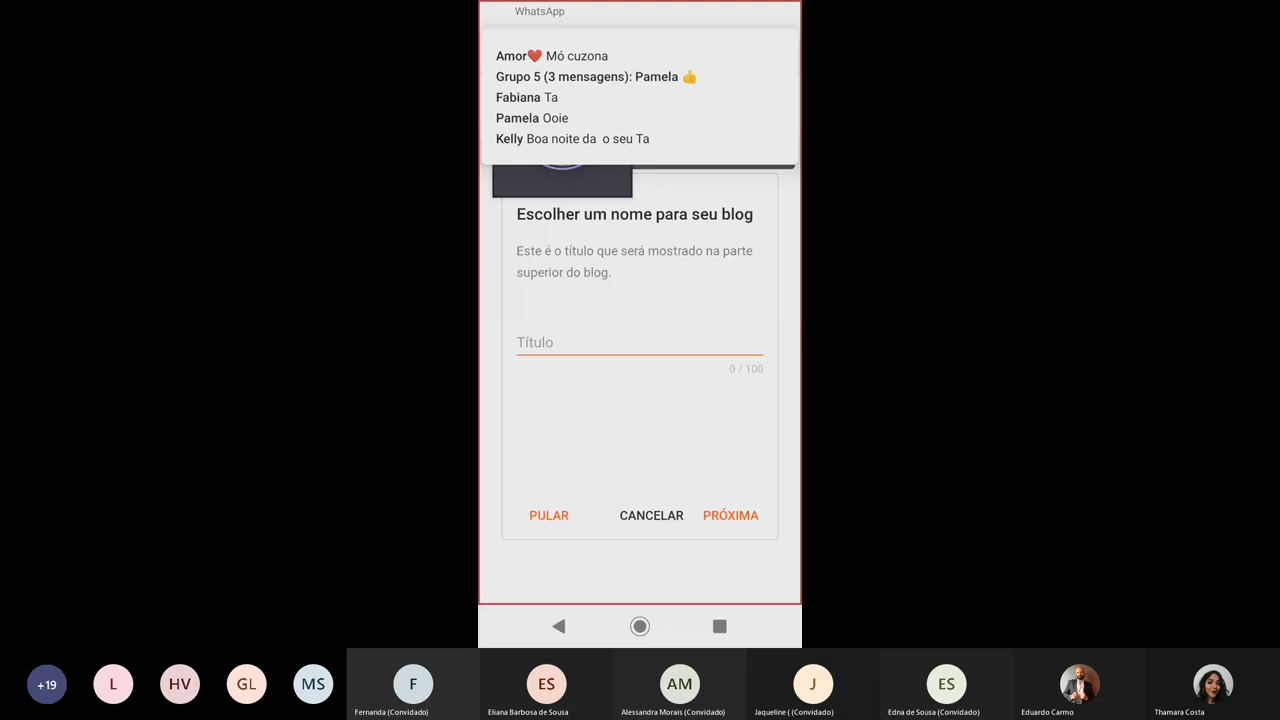 WhatsApp
Amor❤️ Mó cuzona
Grupo 5 (3 mensagens): Pamela 👍
Fabiana Ta
Pamela Ooie
Kelly Boa noite da  o seu Ta
Escolher um nome para seu blog
Este é o título que será mostrado na parte
superior do blog.
Título
0 / 100
PULAR CANCELAR PRÓXIMA
+19 L HV GL MS F ES AM J ES
Fernanda (Convidado) Eliana Barbosa de Sousa Alessandra Morais (Convidado) Jaqueline ( (Convidado) Edna de Sousa (Convidado) Eduardo Carmo Thamara Costa